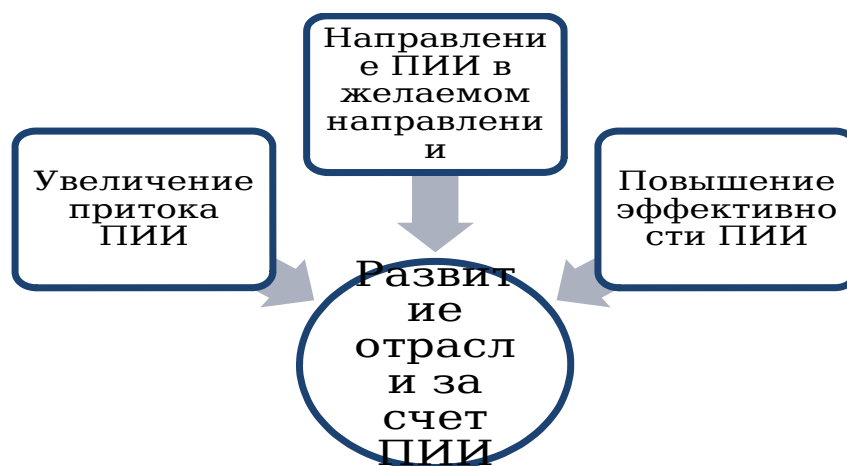 Направлени
е ПИИ в
желаемом
направлени
и
Увеличение
притока
ПИИ
Повышение
эффективно
сти ПИИ
Развит
ие
отрасл
и за
счет
ПИИ